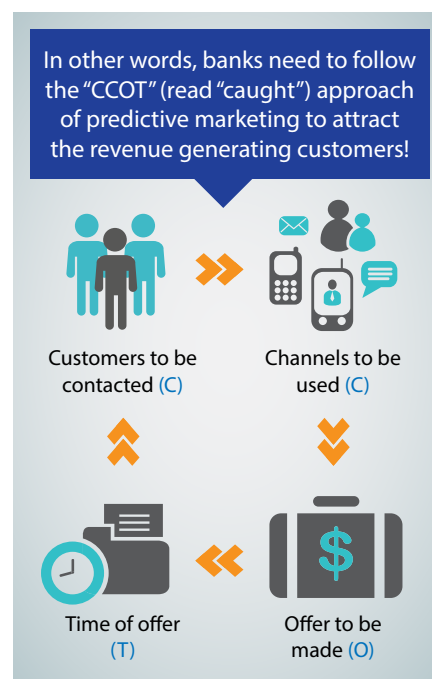 In other words, banks need to follow
the “CCOT” (read “caught”) approach
of predictive marketing to attract
the revenue generating customers!
Customers to be
contacted (C)
Channels to be
used (C)
Time of offer
(T)
$
Offer to be
made (O)